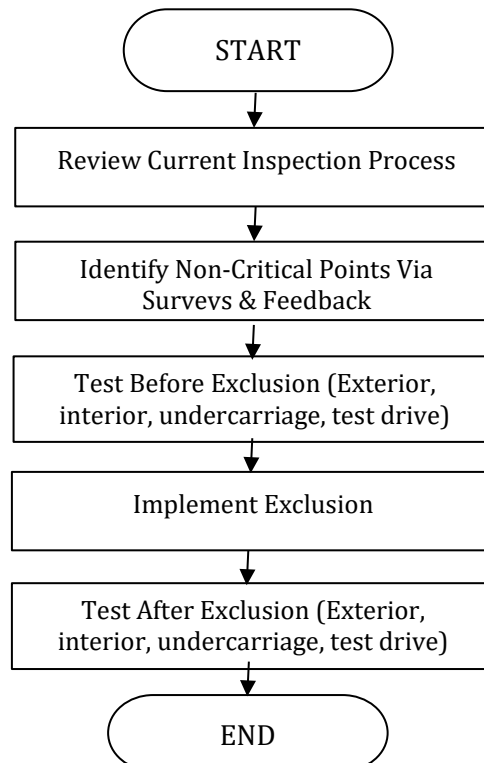 START
Review Current Inspection Process
Identify Non-Critical Points Via
Surveys & Feedback
Test Before Exclusion (Exterior,
interior, undercarriage, test drive)
Implement Exclusion
Test After Exclusion (Exterior,
interior, undercarriage, test drive)
END